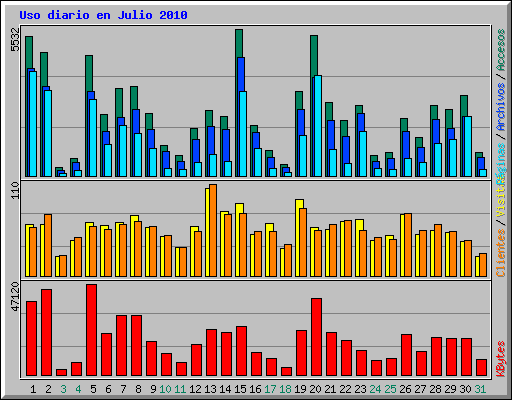 Uso diario en Julio 2010
5532
110
47120
Clientes / Visitas
Páginas / Archivos / Accesos
KBytes
1 2 3 4 5 6 7 8 9 10 11 12 13 14 15 16 17 18 19 20 21 22 23 24 25 26 27 28 29 30 31